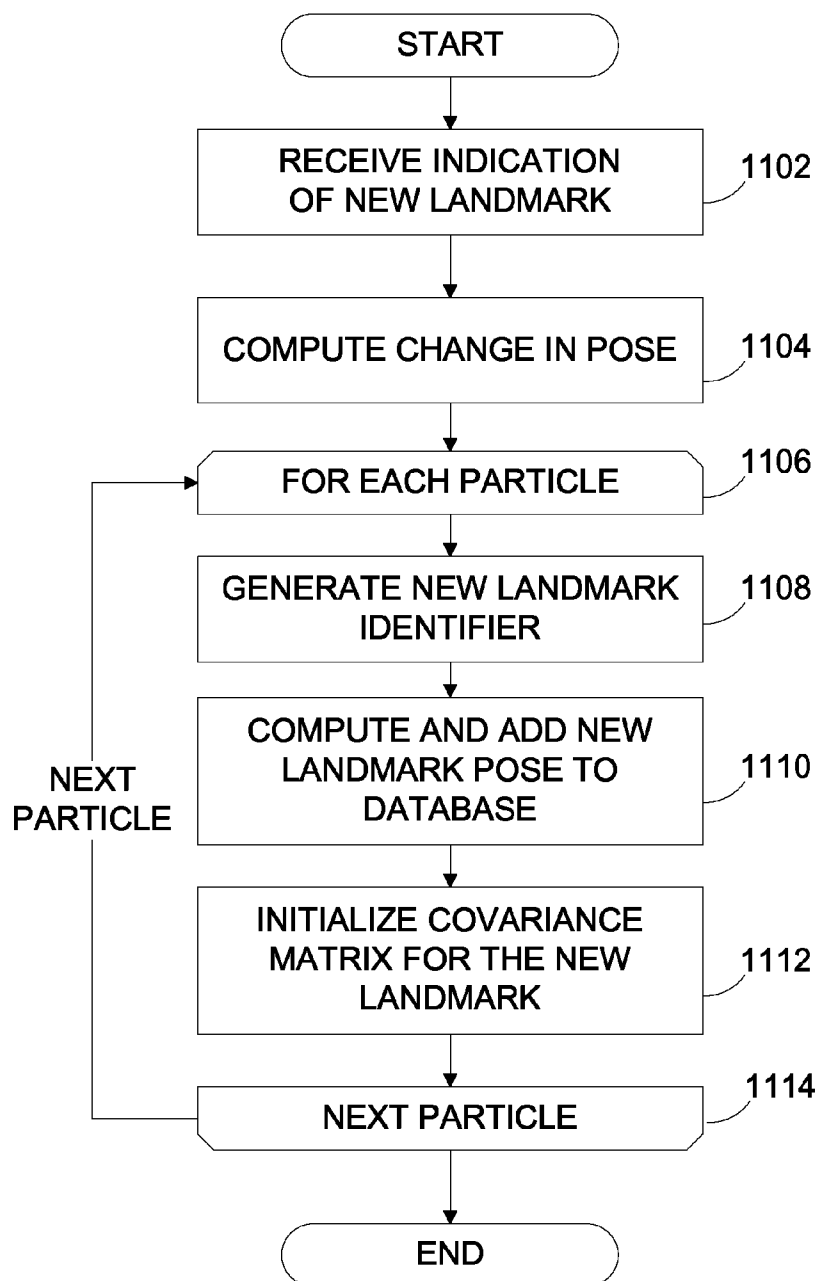 START
RECEIVE INDICATION
OF NEW LANDMARK
1102
COMPUTE CHANGE IN POSE
1104
FOR EACH PARTICLE
1106
GENERATE NEW LANDMARK
IDENTIFIER
1108
COMPUTE AND ADD NEW
LANDMARK POSE TO
DATABASE
1110
NEXT
PARTICLE
INITIALIZE COVARIANCE
MATRIX FOR THE NEW
LANDMARK
1112
NEXT PARTICLE
1114
END